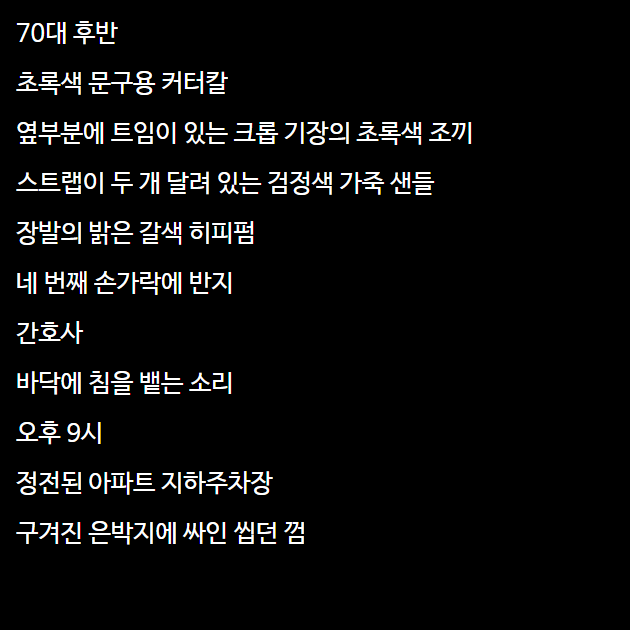 70대 후반
초록색 문구용 커터칼
옆부분에 트임이 있는 크롭 기장의 초록색 조끼
스트랩이 두 개 달려 있는 검정색 가죽 샌들
장발의 밝은 갈색 히피펌
네 번째 손가락에 반지
간호사
바닥에 침을 뱉는 소리
오후 9시
정전된 아파트 지하주차장
구겨진 은박지에 싸인 씹던 껌